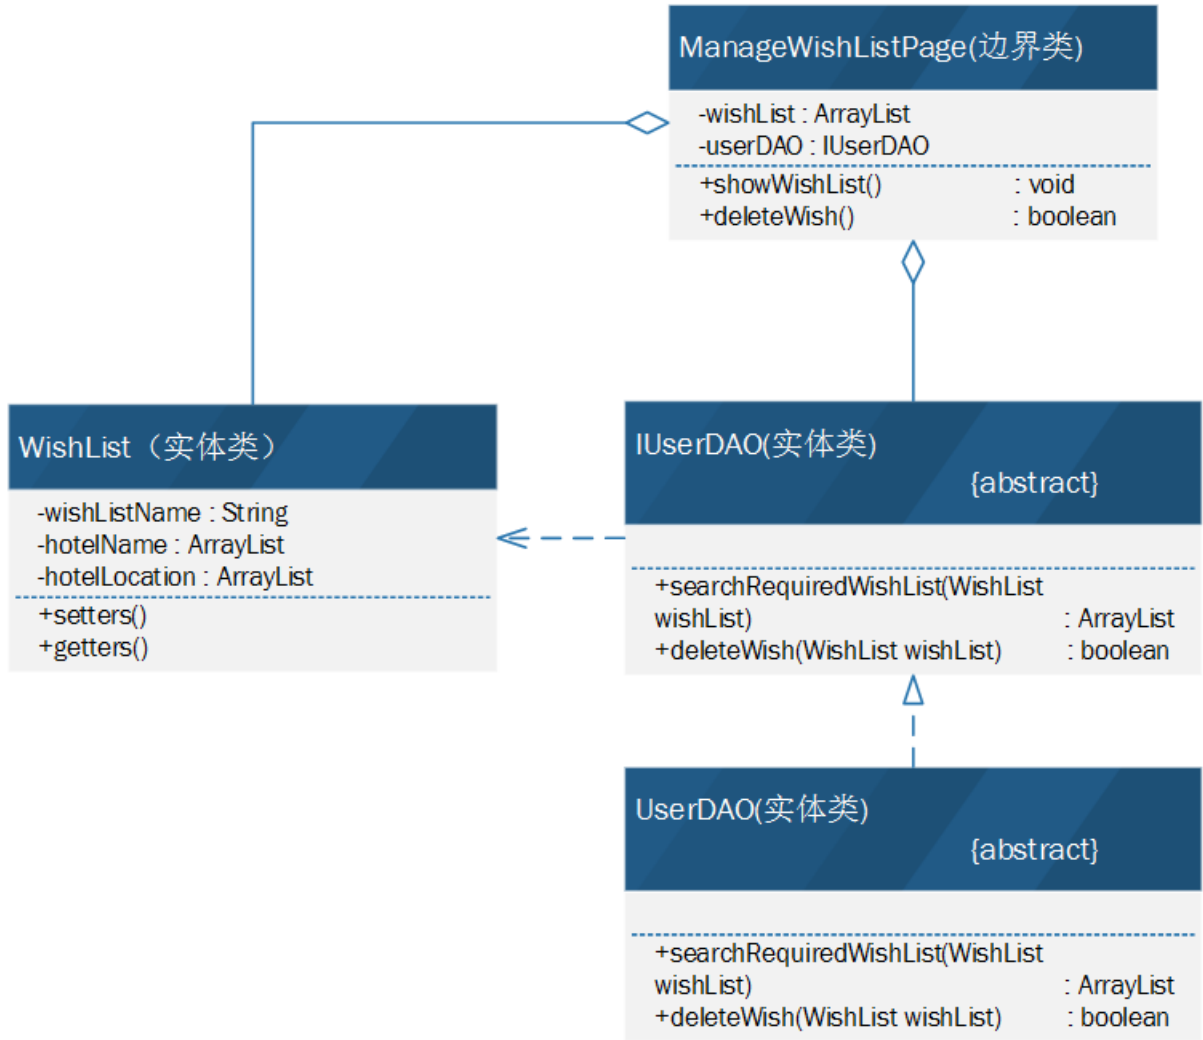 ManageWishListPage(边界类)
-wishList : ArrayList
-userDAO : IUserDAO
+showWishList() : void
+deleteWish() : boolean
WishList（实体类）
-wishListName : String
-hotelName : ArrayList
-hotelLocation : ArrayList
+setters()
+getters()
IUserDAO(实体类)
{abstract}
+searchRequiredWishList(WishList
wishList) : ArrayList
+deleteWish(WishList wishList) : boolean
UserDAO(实体类)
{abstract}
+searchRequiredWishList(WishList
wishList) : ArrayList
+deleteWish(WishList wishList) : boolean